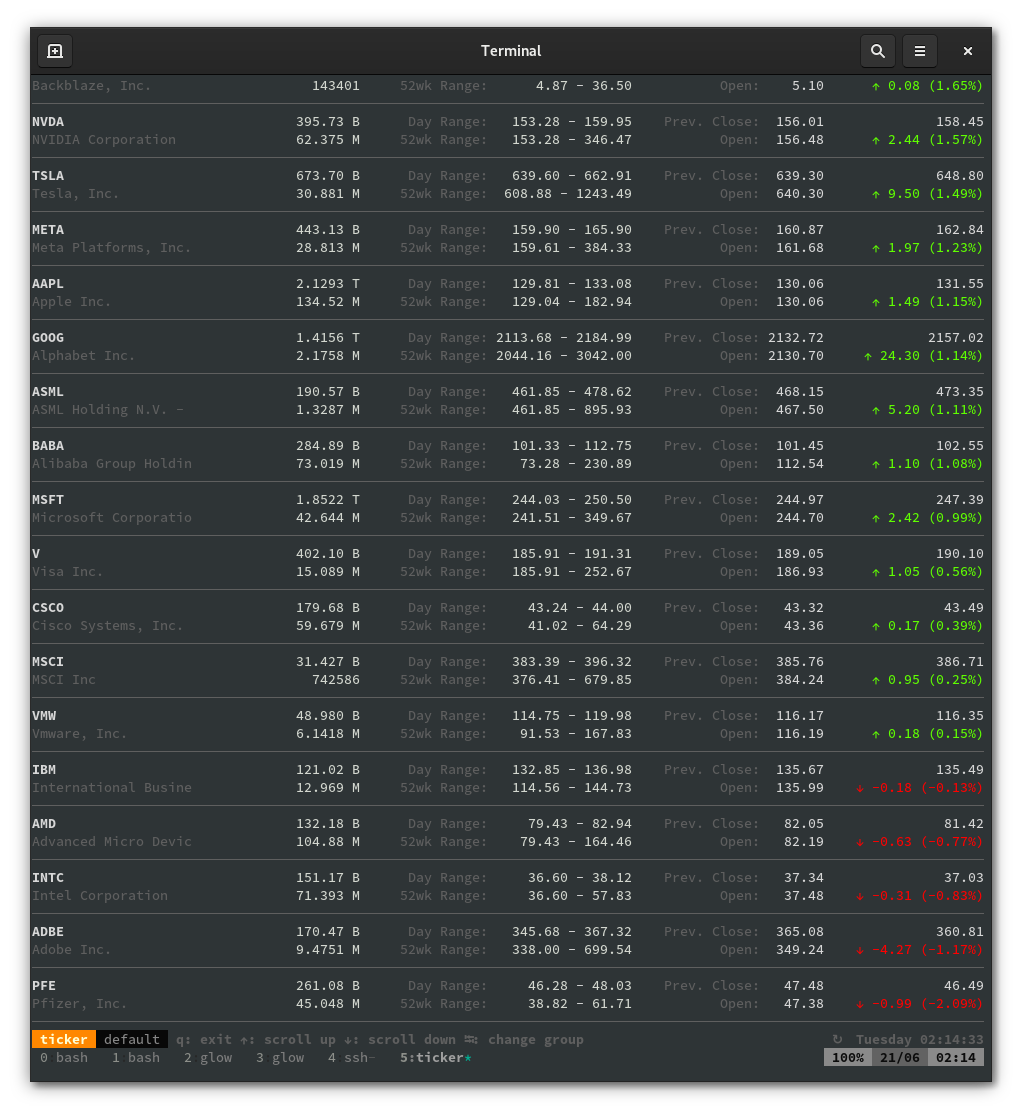 Terminal
Backblaze, Inc. 143401 52wk Range: 4.87 - 36.50 Open: 5.10 ↑ 0.08 (1.65%)
NVDA 395.73 B Day Range: 153.28 - 159.95 Prev. Close: 156.01 158.45
NVIDIA Corporation 62.375 M 52wk Range: 153.28 - 346.47 Open: 156.48 ↑ 2.44 (1.57%)
TSLA 673.70 B Day Range: 639.60 - 662.91 Prev. Close: 639.30 648.80
Tesla, Inc. 30.881 M 52wk Range: 608.88 - 1243.49 Open: 640.30 ↑ 9.50 (1.49%)
META 443.13 B Day Range: 159.90 - 165.90 Prev. Close: 160.87 162.84
Meta Platforms, Inc. 28.813 M 52wk Range: 159.61 - 384.33 Open: 161.68 ↑ 1.97 (1.23%)
AAPL 2.1293 T Day Range: 129.81 - 133.08 Prev. Close: 130.06 131.55
Apple Inc. 134.52 M 52wk Range: 129.04 - 182.94 Open: 130.06 ↑ 1.49 (1.15%)
GOOG 1.4156 T Day Range: 2113.68 - 2184.99 Prev. Close: 2132.72 2157.02
Alphabet Inc. 2.1758 M 52wk Range: 2044.16 - 3042.00 Open: 2130.70 ↑ 24.30 (1.14%)
ASML 190.57 B Day Range: 461.85 - 478.62 Prev. Close: 468.15 473.35
ASML Holding N.V. - 1.3287 M 52wk Range: 461.85 - 895.93 Open: 467.50 ↑ 5.20 (1.11%)
BABA 284.89 B Day Range: 101.33 - 112.75 Prev. Close: 101.45 102.55
Alibaba Group Holdin 73.019 M 52wk Range: 73.28 - 230.89 Open: 112.54 ↑ 1.10 (1.08%)
MSFT 1.8522 T Day Range: 244.03 - 250.50 Prev. Close: 244.97 247.39
Microsoft Corporatio 42.644 M 52wk Range: 241.51 - 349.67 Open: 244.70 ↑ 2.42 (0.99%)
V 402.10 B Day Range: 185.91 - 191.31 Prev. Close: 189.05 190.10
Visa Inc. 15.089 M 52wk Range: 185.91 - 252.67 Open: 186.93 ↑ 1.05 (0.56%)
CSCO 179.68 B Day Range: 43.24 - 44.00 Prev. Close: 43.32 43.49
Cisco Systems, Inc. 59.679 M 52wk Range: 41.02 - 64.29 Open: 43.36 ↑ 0.17 (0.39%)
MSCI 31.427 B Day Range: 383.39 - 396.32 Prev. Close: 385.76 386.71
MSCI Inc 742586 52wk Range: 376.41 - 679.85 Open: 384.24 ↑ 0.95 (0.25%)
VMW 48.980 B Day Range: 114.75 - 119.98 Prev. Close: 116.17 116.35
Vmware, Inc. 6.1418 M 52wk Range: 91.53 - 167.83 Open: 116.19 ↑ 0.18 (0.15%)
IBM 121.02 B Day Range: 132.85 - 136.98 Prev. Close: 135.67 135.49
International Busine 12.969 M 52wk Range: 114.56 - 144.73 Open: 135.99 ↓ -0.18 (-0.13%)
AMD 132.18 B Day Range: 79.43 - 82.94 Prev. Close: 82.05 81.42
Advanced Micro Devic 104.88 M 52wk Range: 79.43 - 164.46 Open: 82.19 ↓ -0.63 (-0.77%)
INTC 151.17 B Day Range: 36.60 - 38.12 Prev. Close: 37.34 37.03
Intel Corporation 71.393 M 52wk Range: 36.60 - 57.83 Open: 37.48 ↓ -0.31 (-0.83%)
ADBE 170.47 B Day Range: 345.68 - 367.32 Prev. Close: 365.08 360.81
Adobe Inc. 9.4751 M 52wk Range: 338.00 - 699.54 Open: 349.24 ↓ -4.27 (-1.17%)
PFE 261.08 B Day Range: 46.28 - 48.03 Prev. Close: 47.48 46.49
Pfizer, Inc. 45.048 M 52wk Range: 38.82 - 61.71 Open: 47.38 ↓ -0.99 (-2.09%)
ticker default q: exit ↑: scroll up ↓: scroll down ⭾: change group ↻ Tuesday 02:14:33
0 bash 1 bash 2 glow 3 glow 4 ssh- 5:ticker* 100% 21/06 02:14